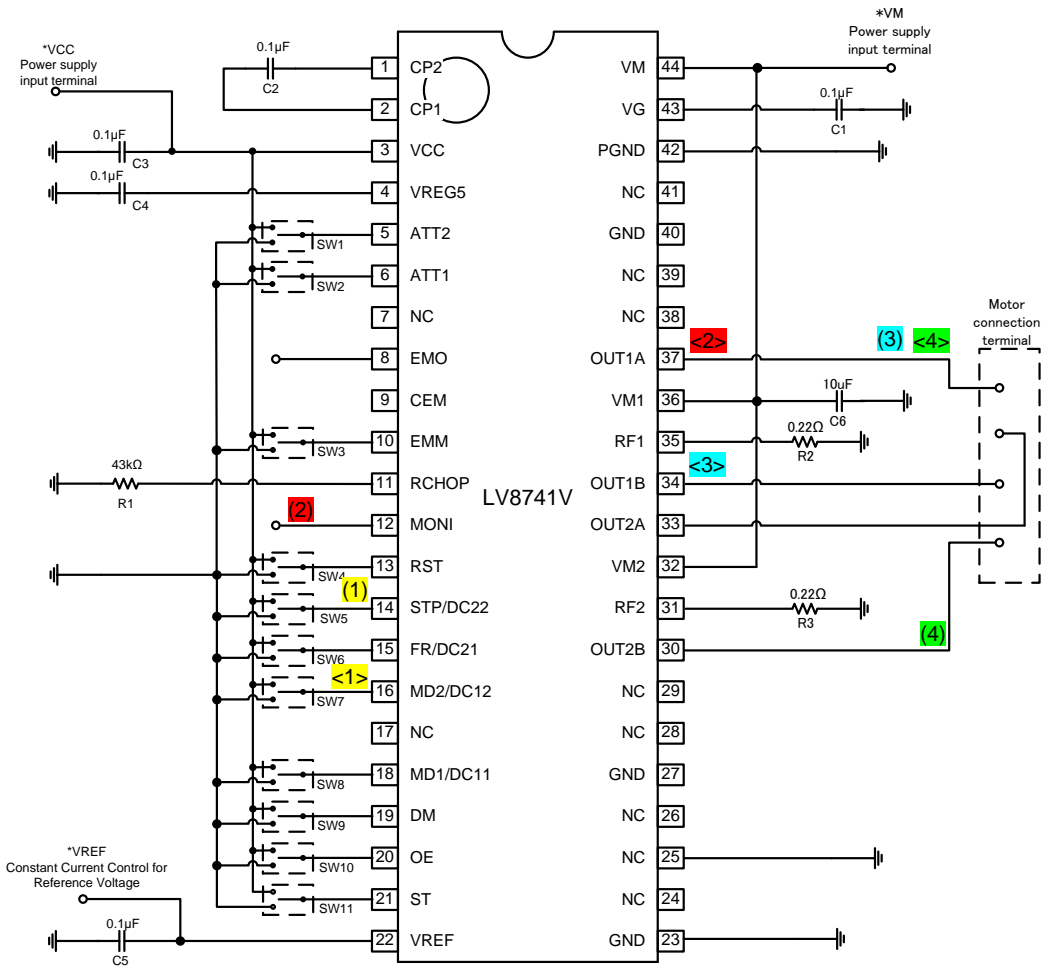 *VCC
Power supply
input terminal
0.1µF
C2
*VM
Power supply
input terminal
1 CP2
VM 44
0.1µF
C1
2 CP1
VG 43
0.1µF
C3
3 VCC
PGND 42
0.1µF
C4
4 VREG5
NC 41
SW1
5 ATT2
GND 40
SW2
6 ATT1
NC 39
7 NC
NC 38
Motor
connection
terminal
<2>
(3) <4>
8 EMO
OUT1A 37
9 CEM
VM1 36
10uF
C6
SW3
10 EMM
RF1 35
0.22Ω
R2
43kΩ
R1
11 RCHOP
LV8741V
<3>
OUT1B 34
(2)
12 MONI
OUT2A 33
SW4
13 RST
VM2 32
(1)
SW5
14 STP/DC22
RF2 31
0.22Ω
R3
SW6
15 FR/DC21
OUT2B 30
(4)
<1>
SW7
16 MD2/DC12
NC 29
17 NC
NC 28
SW8
18 MD1/DC11
GND 27
SW9
19 DM
NC 26
*VREF
Constant Current Control for
Reference Voltage
SW10
20 OE
NC 25
SW11
21 ST
NC 24
0.1µF
C5
22 VREF
GND 23